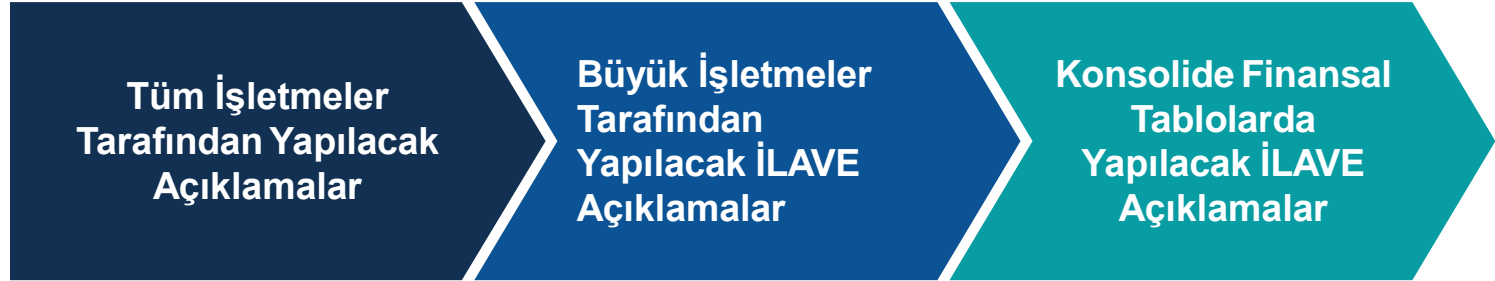 Tüm İşletmeler
Tarafından Yapılacak
Açıklamalar
Büyük İşletmeler
Tarafından
Yapılacak İLAVE
Açıklamalar
Konsolide Finansal
Tablolarda
Yapılacak İLAVE
Açıklamalar